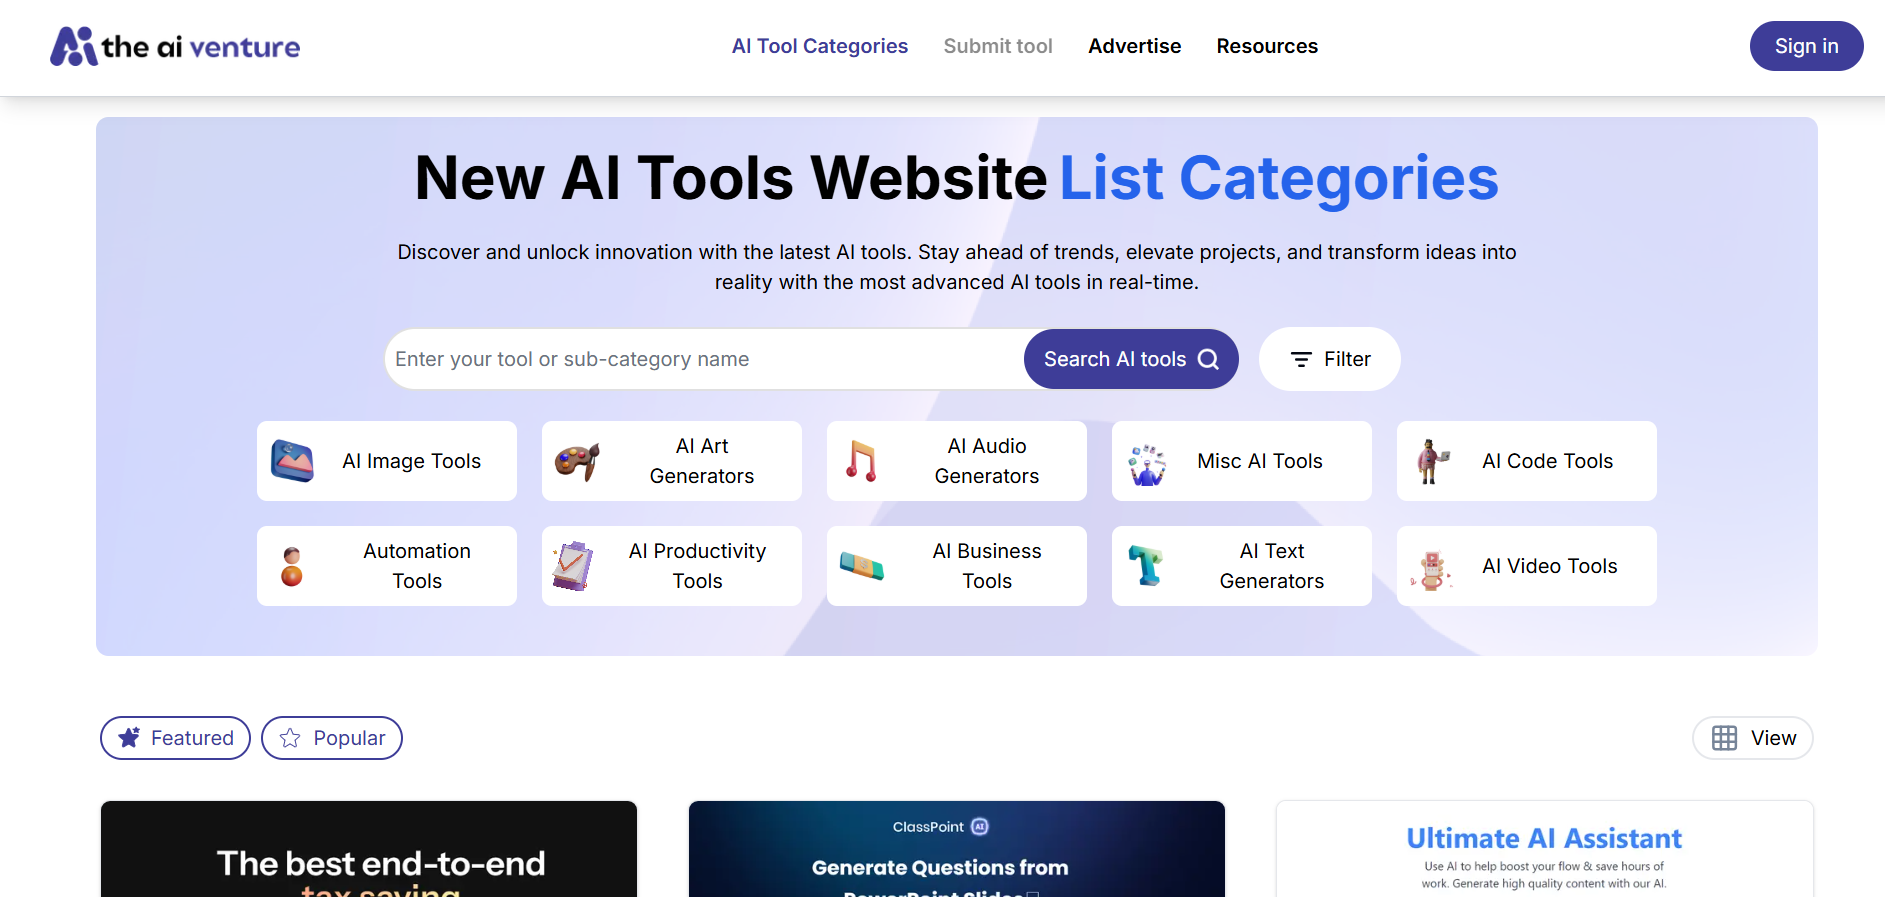 the ai venture
AI Tool Categories
Submit tool
Advertise
Resources
Sign in
New AI Tools Website List Categories
Discover and unlock innovation with the latest AI tools. Stay ahead of trends, elevate projects, and transform ideas into
reality with the most advanced AI tools in real-time.
Enter your tool or sub-category name
Search AI tools
Filter
AI Image Tools
AI Art
Generators
AI Audio
Generators
Misc AI Tools
AI Code Tools
Automation
Tools
AI Productivity
Tools
AI Business
Tools
AI Text
Generators
AI Video Tools
Featured
Popular
View
The best end-to-end
tax saving
ClassPoint AI
Generate Questions from
PowerPoint Slides
Ultimate AI Assistant
Use AI to help boost your flow & save hours of
work. Generate high quality content with our AI.